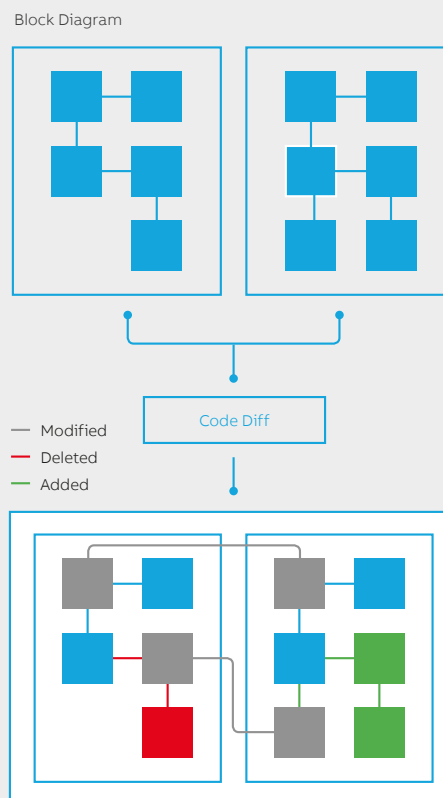 Block Diagram
Code Diff
Modified
Deleted
Added